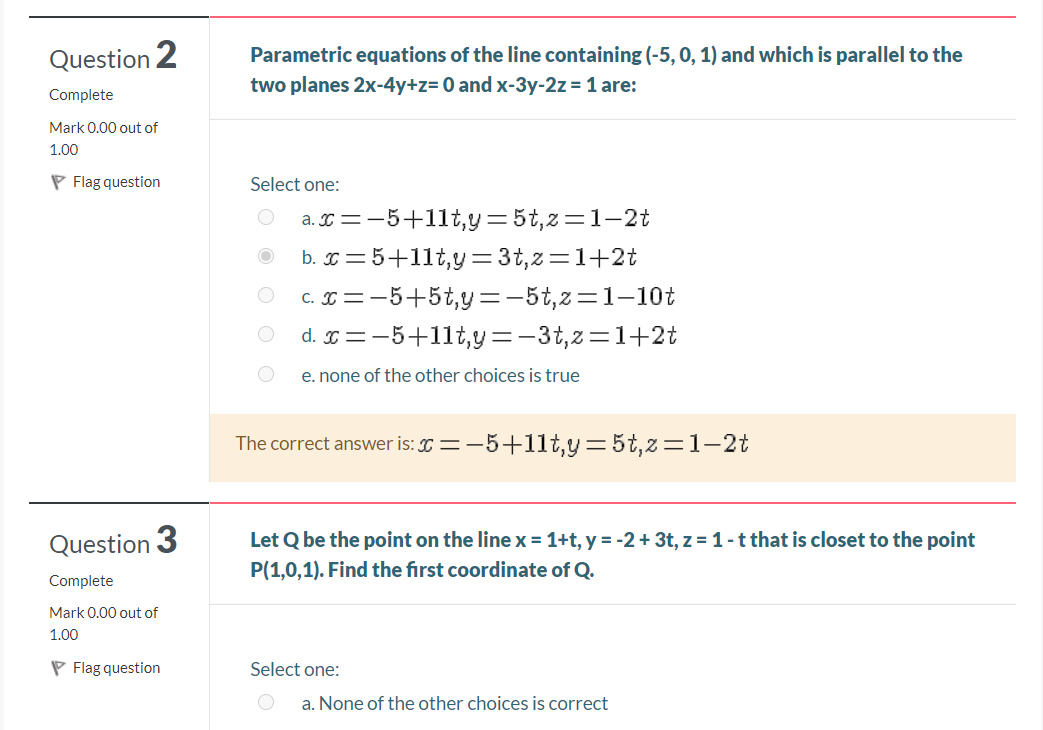 Question 2
Complete
Mark 0.00 out of
1.00
Flag question
Parametric equations of the line containing (-5, 0, 1) and which is parallel to the
two planes 2x-4y+z= 0 and x-3y-2z = 1 are:
Select one:
a. x=−5+11t,y=5t,z=1−2t
b. x=5+11t,y=3t,z=1+2t
c. x=−5+5t,y=−5t,z=1−10t
d. x=−5+11t,y=−3t,z=1+2t
e. none of the other choices is true
The correct answer is: x=−5+11t,y=5t,z=1−2t
Question 3
Complete
Mark 0.00 out of
1.00
Flag question
Let Q be the point on the line x = 1+t, y = -2 + 3t, z = 1 - t that is closet to the point
P(1,0,1). Find the first coordinate of Q.
Select one:
a. None of the other choices is correct